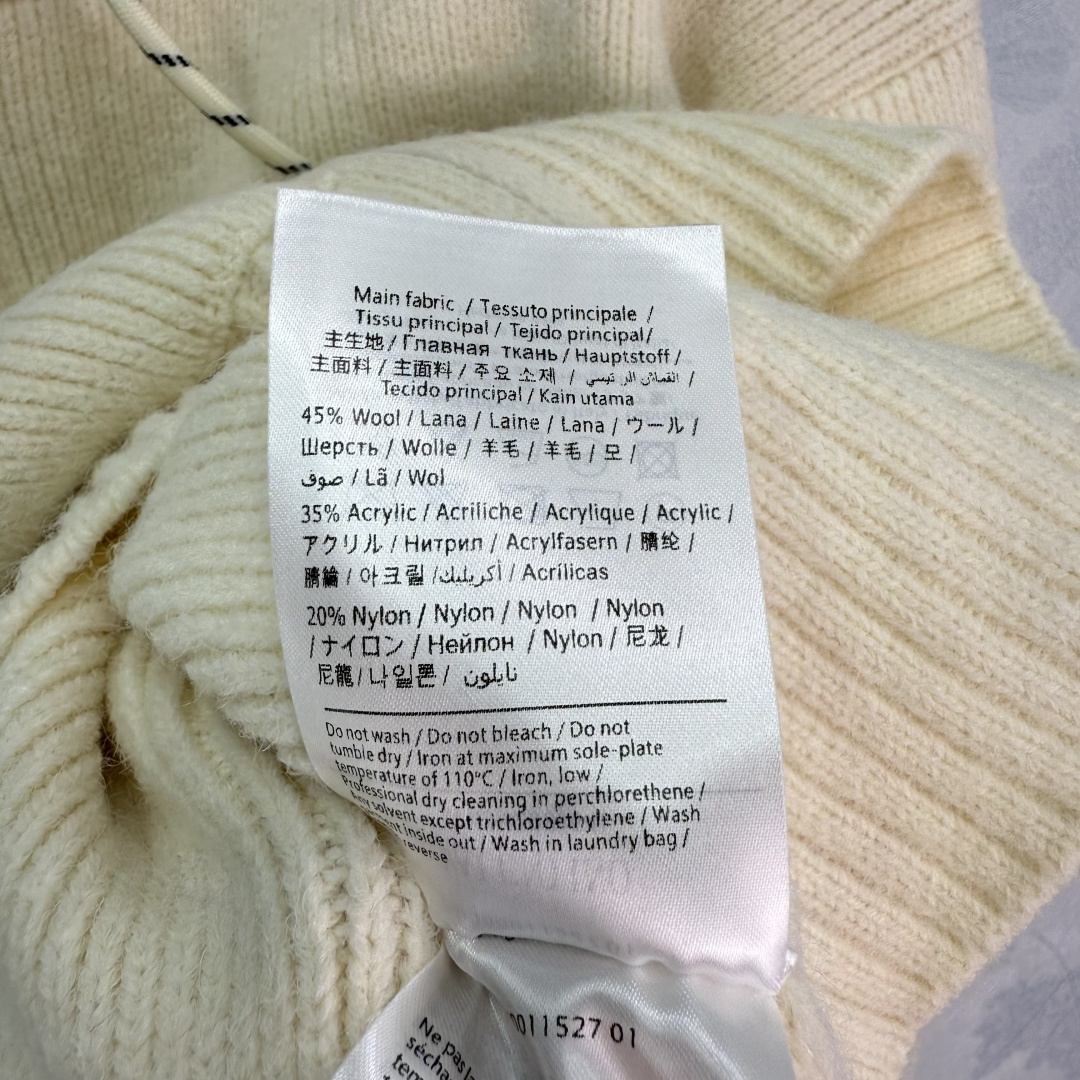 Main fabric / Tessuto principale /
Tissu principal / Tejido principal/
主生地/Главная ткань/Hauptstoff/
主面料/主面料/주요 소재 / القماش الرئيسي /
Tecido principal/Kain utama
45% Wool/Lana/Laine/Lana/ウール/
Шерсть/Wolle/羊毛/羊毛/모/
صوف/Lã/Wol
35% Acrylic/Acriliche/Acrylique/Acrylic/
アクリル/Нитрил/Acrylfasern/腈纶/
腈綸/아크릴/أكريليك/Acrílicas
20% Nylon/Nylon/Nylon /Nylon
/ナイロン/Нейлон/Nylon/尼龙/
尼龍/나일론/ نايلون
Do not wash/Do not bleach/Do not
tumble dry/Iron at maximum sole-plate
temperature of 110°C/Iron, low/
Professional dry cleaning in perchlorethene/
Any solvent except trichloroethylene/Wash
inside out/Wash in laundry bag/
reverse
0011527 01
Ne pas
sécha
tem